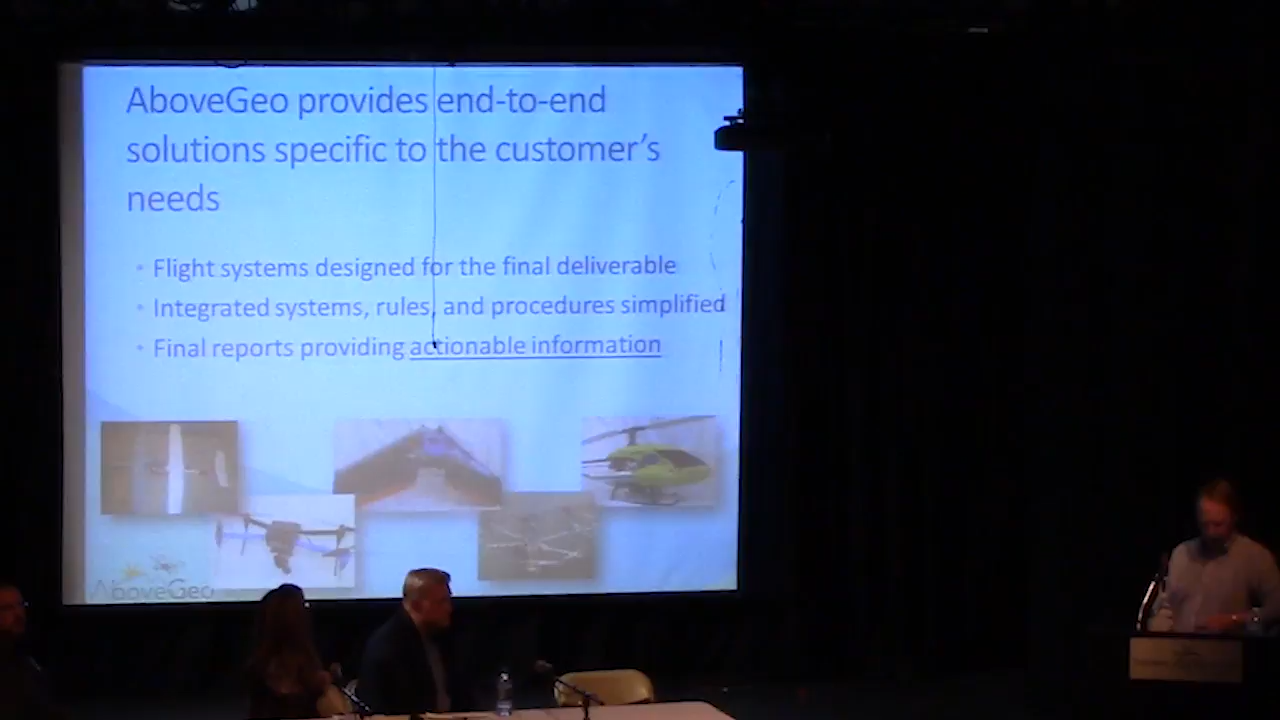 AboveGeo provides end-to-end
solutions specific to the customer's
needs
• Flight systems designed for the final deliverable
• Integrated systems, rules, and procedures simplified
• Final reports providing actionable information
AboveGeo